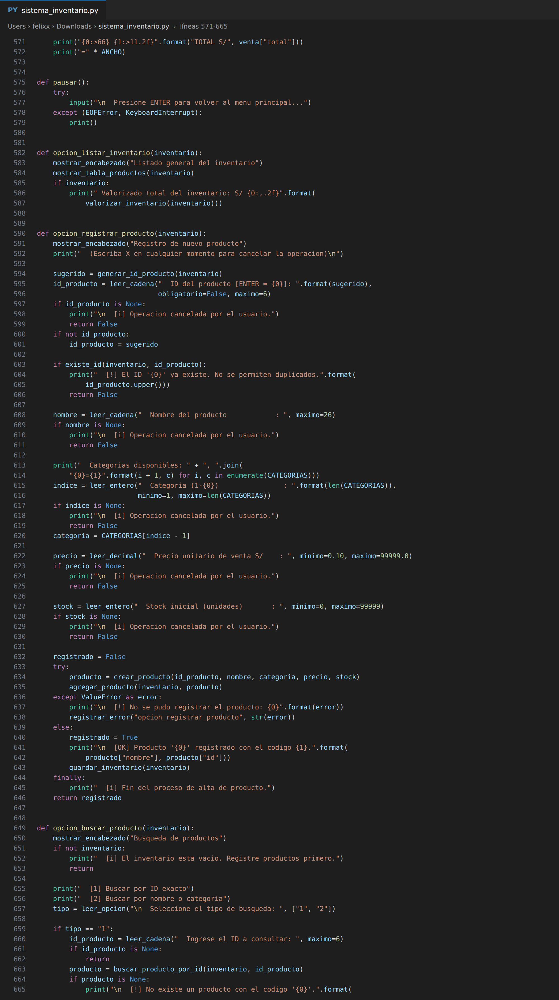 PY sistema_inventario.py
Users › felixx › Downloads › sistema_inventario.py › líneas 571-665
571     print("{0:>66} {1:>11.2f}".format("TOTAL S/", venta["total"]))
572     print("=" * ANCHO)
573
574
575 def pausar():
576     try:
577         input("\n  Presione ENTER para volver al menu principal...")
578     except (EOFError, KeyboardInterrupt):
579         print()
580
581
582 def opcion_listar_inventario(inventario):
583     mostrar_encabezado("Listado general del inventario")
584     mostrar_tabla_productos(inventario)
585     if inventario:
586         print(" Valorizado total del inventario: S/ {0:,.2f}".format(
587             valorizar_inventario(inventario)))
588
589
590 def opcion_registrar_producto(inventario):
591     mostrar_encabezado("Registro de nuevo producto")
592     print("  (Escriba X en cualquier momento para cancelar la operacion)\n")
593
594     sugerido = generar_id_producto(inventario)
595     id_producto = leer_cadena("  ID del producto [ENTER = {0}]: ".format(sugerido),
596                               obligatorio=False, maximo=6)
597     if id_producto is None:
598         print("\n  [i] Operacion cancelada por el usuario.")
599         return False
600     if not id_producto:
601         id_producto = sugerido
602
603     if existe_id(inventario, id_producto):
604         print("  [!] El ID '{0}' ya existe. No se permiten duplicados.".format(
605             id_producto.upper()))
606         return False
607
608     nombre = leer_cadena("  Nombre del producto            : ", maximo=26)
609     if nombre is None:
610         print("\n  [i] Operacion cancelada por el usuario.")
611         return False
612
613     print("  Categorias disponibles: " + ", ".join(
614         "{0}={1}".format(i + 1, c) for i, c in enumerate(CATEGORIAS)))
615     indice = leer_entero("  Categoria (1-{0})                : ".format(len(CATEGORIAS)),
616                          minimo=1, maximo=len(CATEGORIAS))
617     if indice is None:
618         print("\n  [i] Operacion cancelada por el usuario.")
619         return False
620     categoria = CATEGORIAS[indice - 1]
621
622     precio = leer_decimal("  Precio unitario de venta S/    : ", minimo=0.10, maximo=99999.0)
623     if precio is None:
624         print("\n  [i] Operacion cancelada por el usuario.")
625         return False
626
627     stock = leer_entero("  Stock inicial (unidades)       : ", minimo=0, maximo=99999)
628     if stock is None:
629         print("\n  [i] Operacion cancelada por el usuario.")
630         return False
631
632     registrado = False
633     try:
634         producto = crear_producto(id_producto, nombre, categoria, precio, stock)
635         agregar_producto(inventario, producto)
636     except ValueError as error:
637         print("\n  [!] No se pudo registrar el producto: {0}".format(error))
638         registrar_error("opcion_registrar_producto", str(error))
639     else:
640         registrado = True
641         print("\n  [OK] Producto '{0}' registrado con el codigo {1}.".format(
642             producto["nombre"], producto["id"]))
643         guardar_inventario(inventario)
644     finally:
645         print("  [i] Fin del proceso de alta de producto.")
646     return registrado
647
648
649 def opcion_buscar_producto(inventario):
650     mostrar_encabezado("Busqueda de productos")
651     if not inventario:
652         print("  [i] El inventario esta vacio. Registre productos primero.")
653         return
654
655     print("  [1] Buscar por ID exacto")
656     print("  [2] Buscar por nombre o categoria")
657     tipo = leer_opcion("\n  Seleccione el tipo de busqueda: ", ["1", "2"])
658
659     if tipo == "1":
660         id_producto = leer_cadena("  Ingrese el ID a consultar: ", maximo=6)
661         if id_producto is None:
662             return
663         producto = buscar_producto_por_id(inventario, id_producto)
664         if producto is None:
665             print("\n  [!] No existe un producto con el codigo '{0}'.".format(